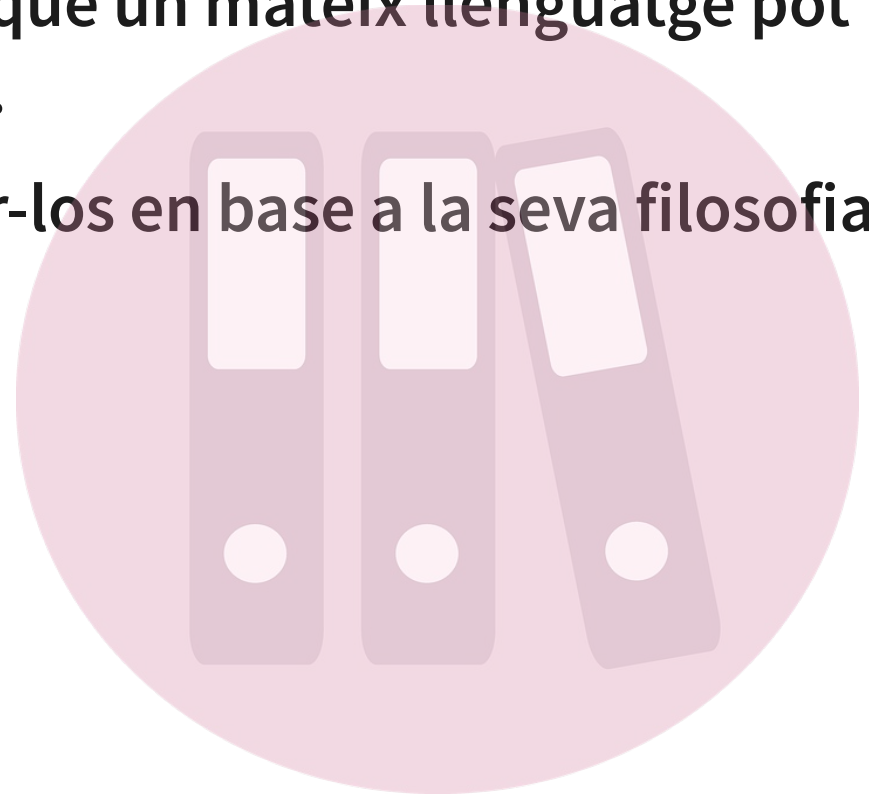 que un mateix llenguatge pot
.
r-los en base a la seva filosofia